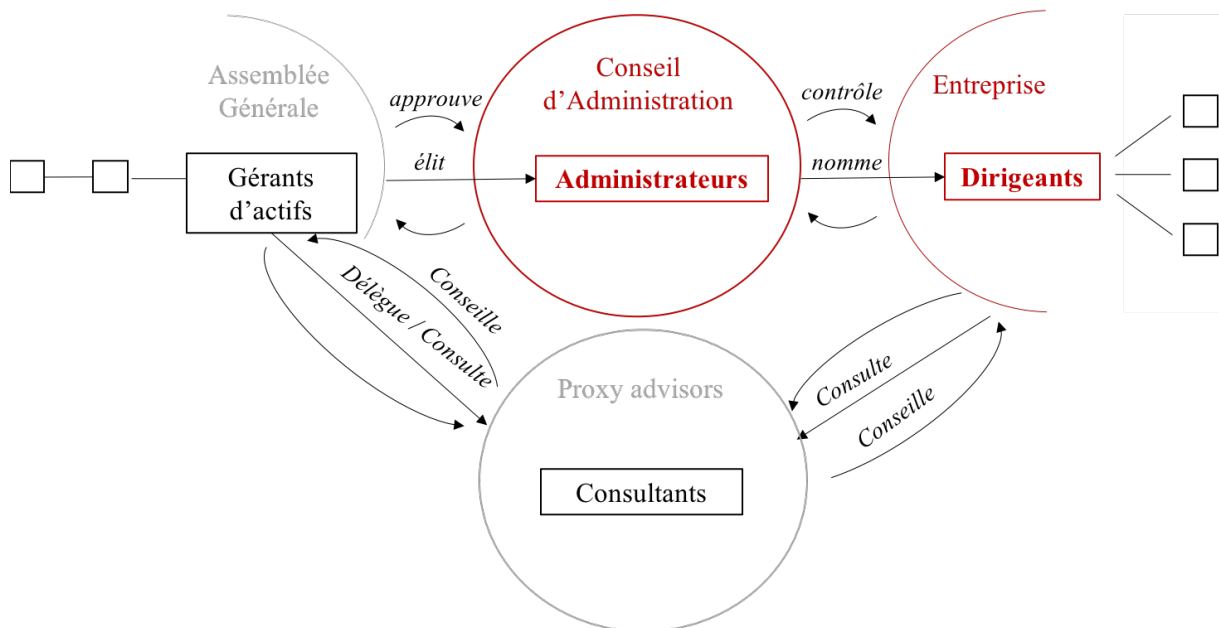 Assemblée
Générale
approuve
Conseil
d'Administration
contrôle
Entreprise
Gérants
d'actifs
élit
Administrateurs
nomme
Dirigeants
Conseille
Délègue / Consulte
Proxy advisors
Consulte
Conseille
Consultants